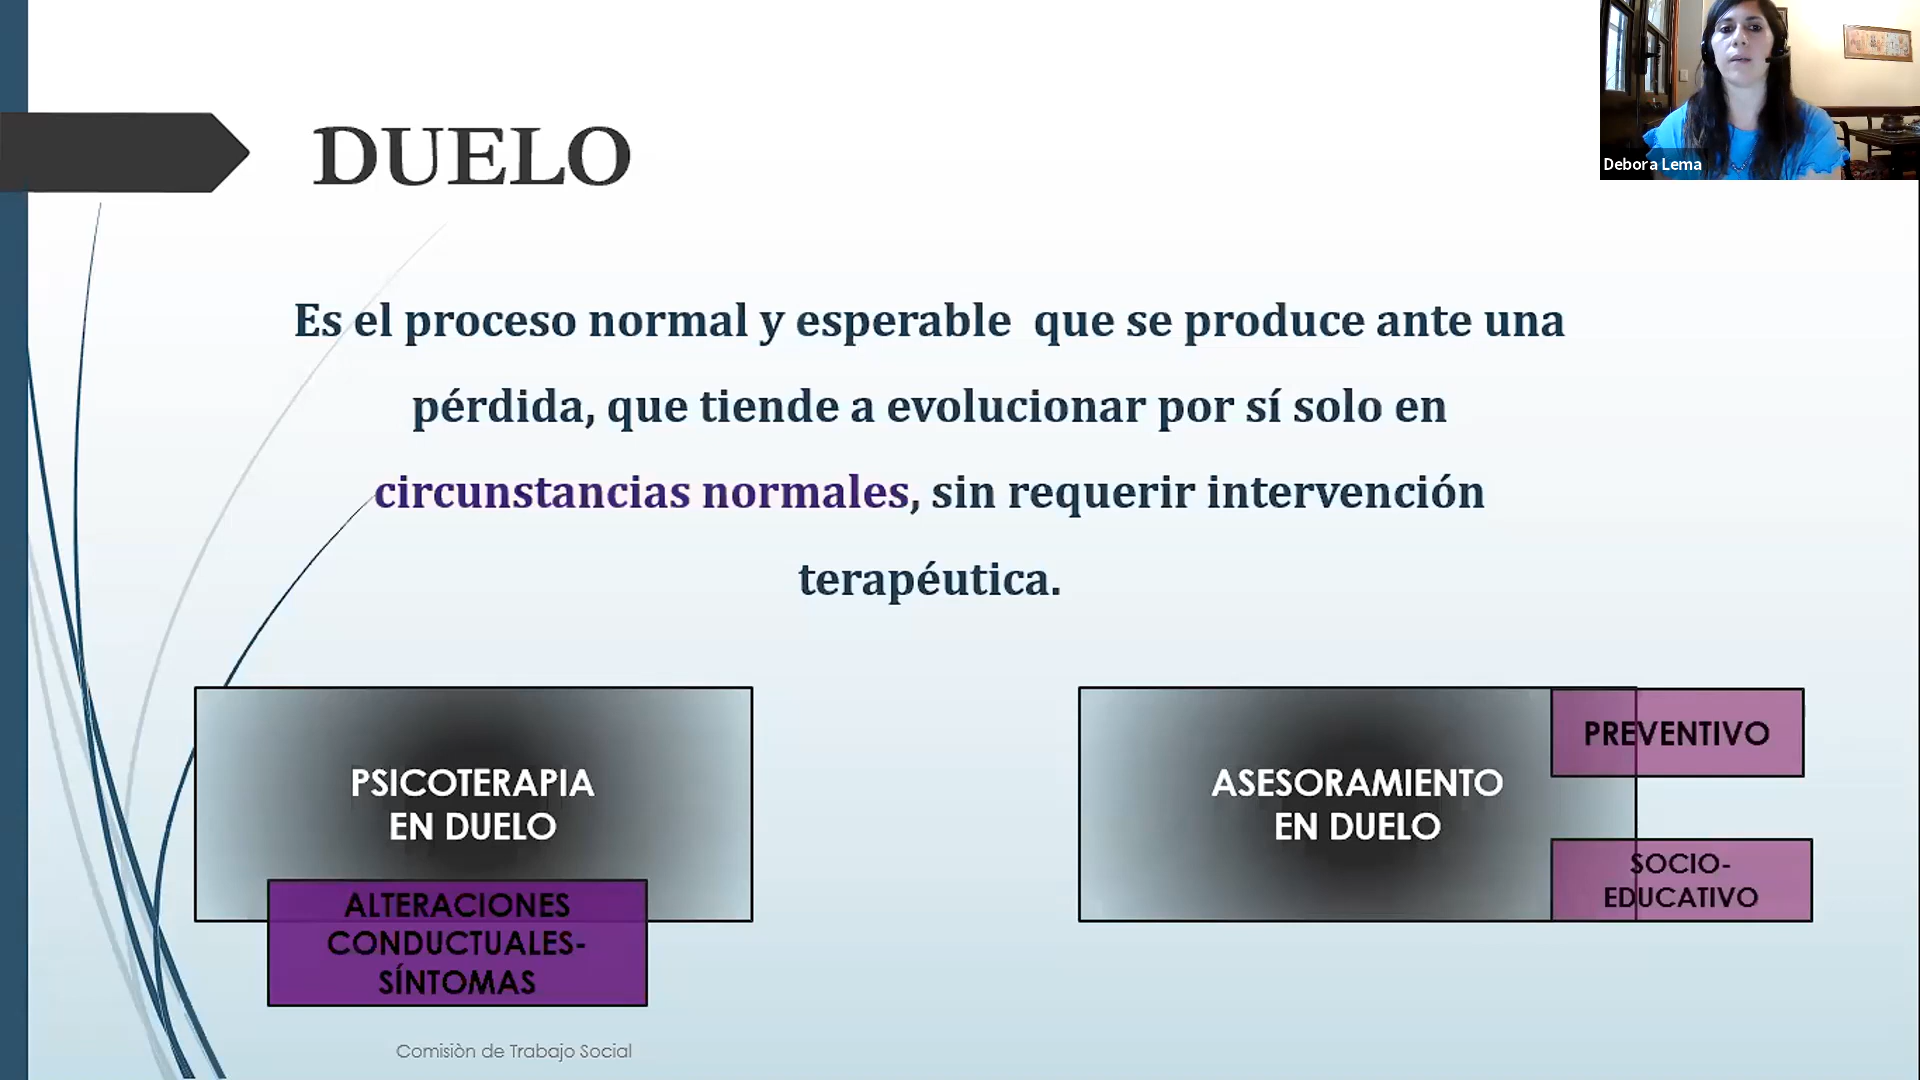 Debora Lema
DUELO
Es el proceso normal y esperable que se produce ante una
pérdida, que tiende a evolucionar por sí solo en
circunstancias normales, sin requerir intervención
terapéutica.
PSICOTERAPIA
EN DUELO
ALTERACIONES
CONDUCTUALES-
SÍNTOMAS
ASESORAMIENTO
EN DUELO
PREVENTIVO
SOCIO-
EDUCATIVO
Comisiòn de Trabajo Social